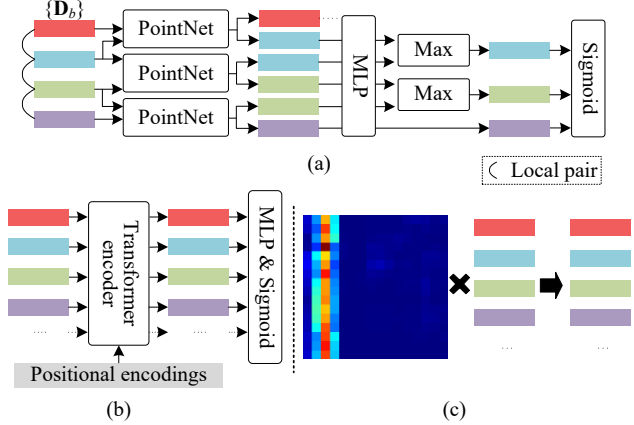 {D_b}
PointNet
PointNet
PointNet
MLP
Max
Max
Sigmoid
(a)
Local pair
Transformer
encoder
MLP & Sigmoid
Positional encodings
(b)
(c)